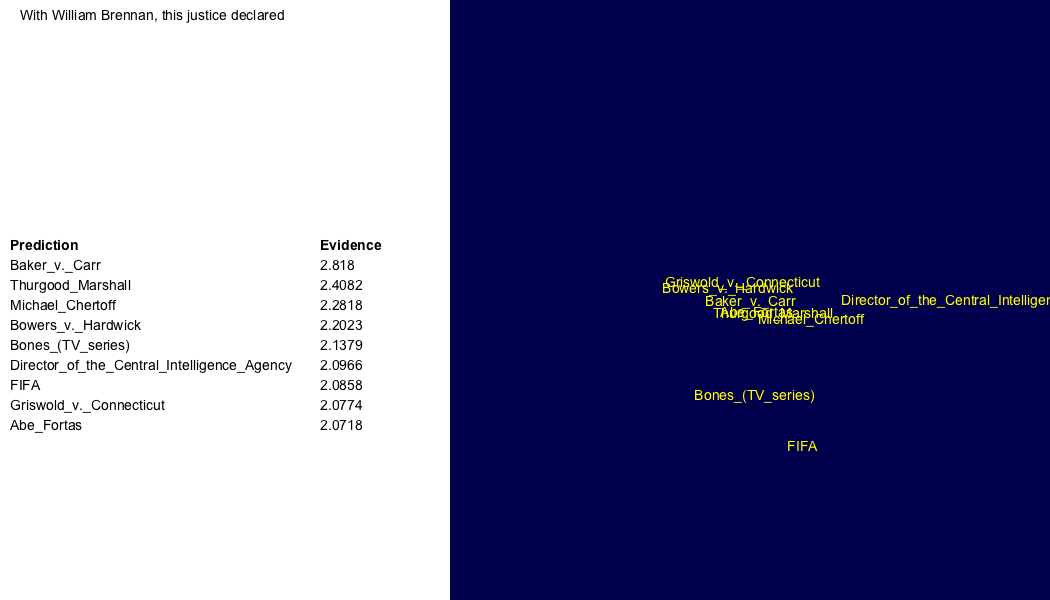 With William Brennan, this justice declared
Prediction Evidence
Baker_v._Carr 2.818
Thurgood_Marshall 2.4082
Michael_Chertoff 2.2818
Bowers_v._Hardwick 2.2023
Bones_(TV_series) 2.1379
Director_of_the_Central_Intelligence_Agency 2.0966
FIFA 2.0858
Griswold_v._Connecticut 2.0774
Abe_Fortas 2.0718
Griswold_v._Connecticut
Bowers_v._Hardwick
Baker_v._Carr
Director_of_the_Central_Intelligen
Abe_Fortas
Thurgood_Marshall
Michael_Chertoff
Bones_(TV_series)
FIFA